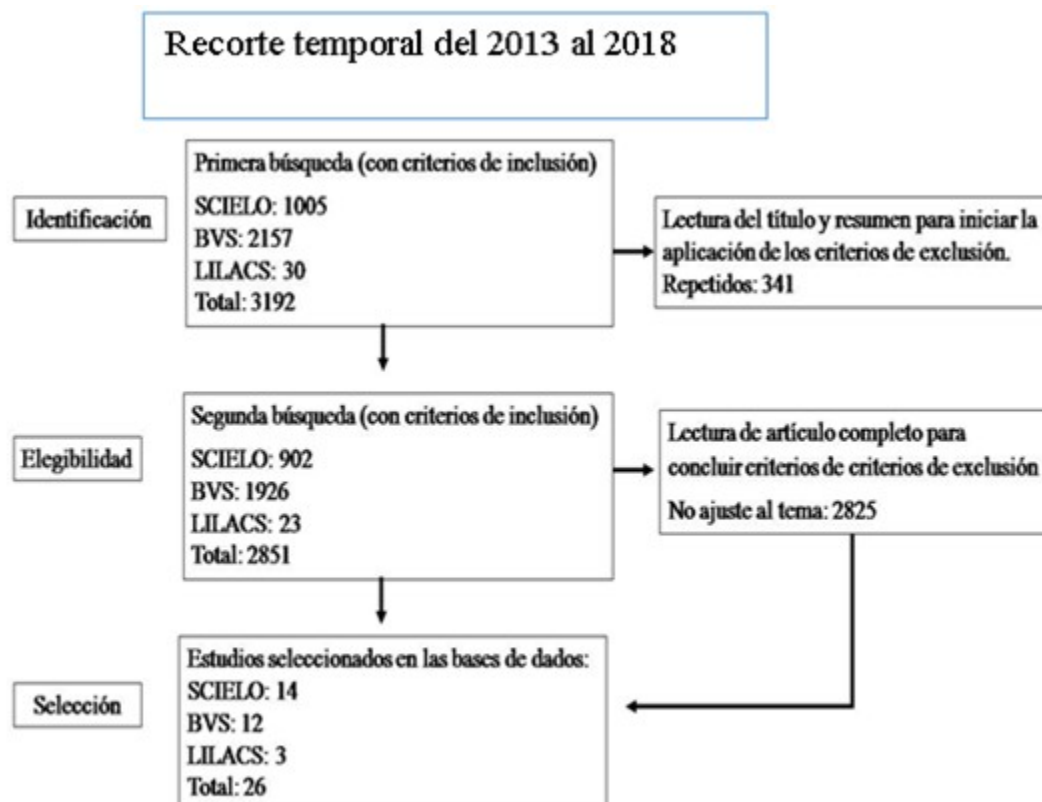 Recorte temporal del 2013 al 2018
Identificación
Primera búsqueda (con criterios de inclusión)
SCIELO: 1005
BVS: 2157
LILACS: 30
Total: 3192
Lectura del título y resumen para iniciar la
aplicación de los criterios de exclusión.
Repetidos: 341
Elegibilidad
Segunda búsqueda (con criterios de inclusión)
SCIELO: 902
BVS: 1926
LILACS: 23
Total: 2851
Lectura de artículo completo para
concluir criterios de criterios de exclusión
No ajuste al tema: 2825
Selección
Estudios seleccionados en las bases de dados:
SCIELO: 14
BVS: 12
LILACS: 3
Total: 26